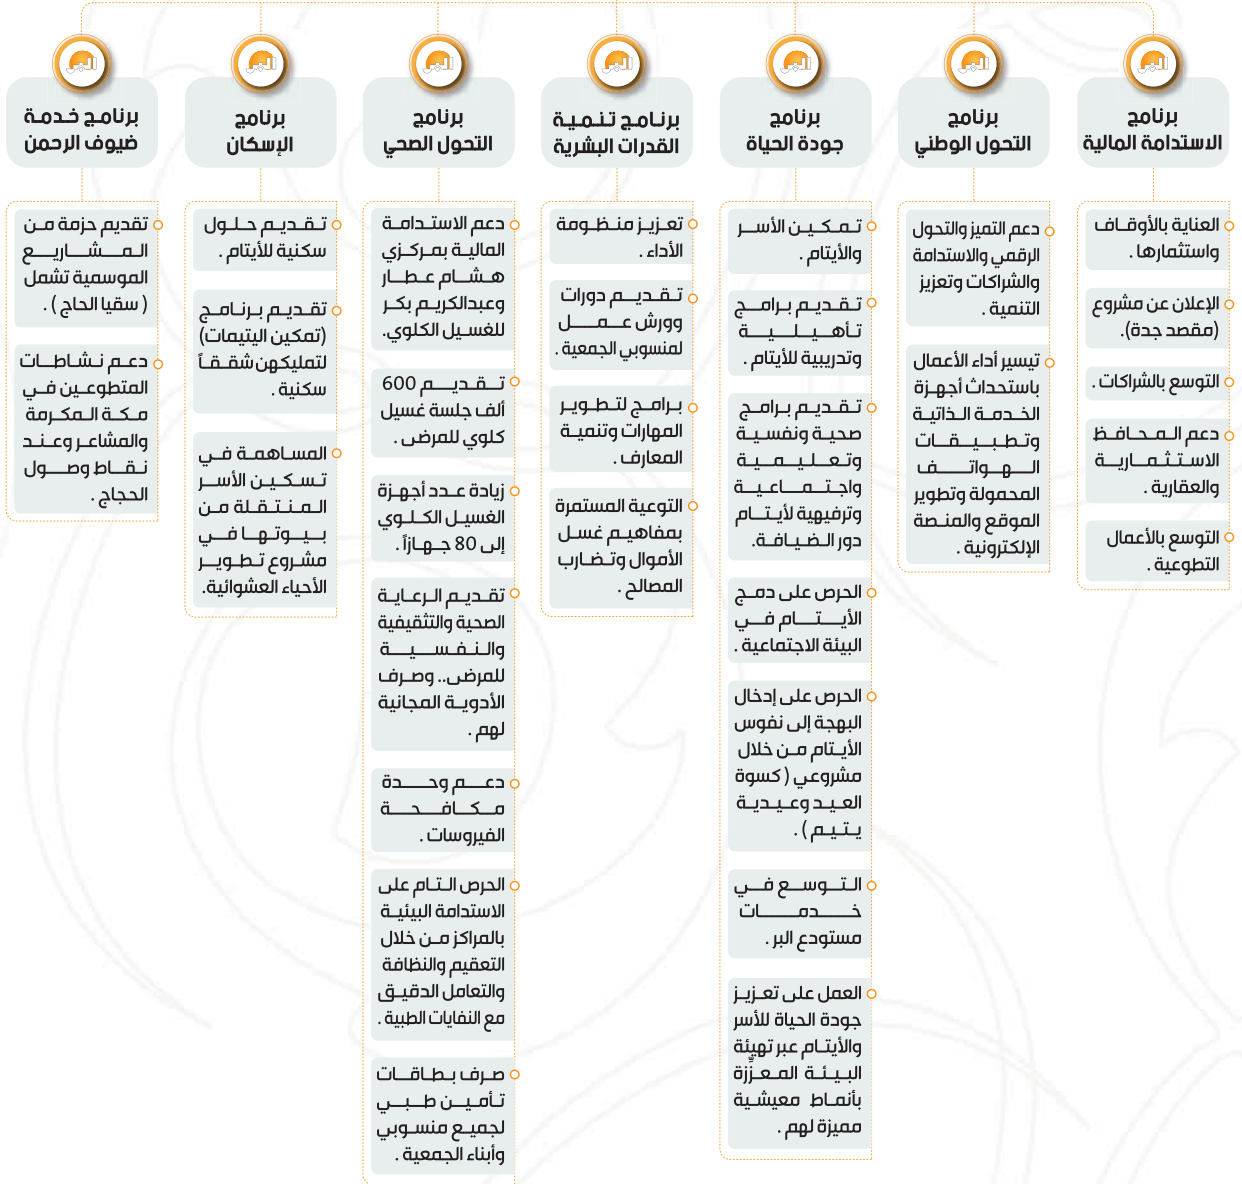 البر
برنامج
الاستدامة المالية
العناية بالأوقاف
واستثمارها .
الإعلان عن مشروع
(مقصد جدة).
التوسع بالشراكات .
دعم المحافظ
الاستثمارية
والعقارية .
التوسع بالأعمال
التطوعية .
البر
برنامج
التحول الوطني
دعم التميز والتحول
الرقمي والاستدامة
والشراكات وتعزيز
التنمية .
تيسير أداء الأعمال
باستحداث أجهزة
الخدمة الذاتية
وتطبيقات
الهواتف
المحمولة وتطوير
الموقع والمنصة
الإلكترونية .
البر
برنامج
جودة الحياة
تمكين الأسر
والأيتام .
تقديم برامج
تأهيلية
وتدريبية للأيتام .
تقديم برامج
صحية ونفسية
وتعليمية
واجتماعية
وترفيهية لأيتام
دور الضيافة.
الحرص على دمج
الأيتام في
البيئة الاجتماعية .
الحرص على إدخال
البهجة إلى نفوس
الأيتام من خلال
مشروعي ( كسوة
العيد وعيدية
يتيم ) .
التوسع في
خدمات
مستودع البر .
العمل على تعزيز
جودة الحياة للأسر
والأيتام عبر تهيئة
البيئة المعزِّزة
بأنماط معيشية
مميزة لهم .
البر
برنامج تنمية
القدرات البشرية
تعزيز منظومة
الأداء .
تقديم دورات
وورش عمل
لمنسوبي الجمعية .
برامج لتطوير
المهارات وتنمية
المعارف .
التوعية المستمرة
بمفاهيم غسل
الأموال وتضارب
المصالح .
البر
برنامج
التحول الصحي
دعم الاستدامة
المالية بمركزي
هشام عطار
وعبدالكريم بكر
للغسيل الكلوي.
تقديم 600
ألف جلسة غسيل
كلوي للمرضى .
زيادة عدد أجهزة
الغسيل الكلوي
إلى 80 جهازاً .
تقديم الرعاية
الصحية والتثقيفية
والنفسية
للمرضى.. وصرف
الأدوية المجانية
لهم .
دعم وحدة
مكافحة
الفيروسات .
الحرص التام على
الاستدامة البيئية
بالمراكز من خلال
التعقيم والنظافة
والتعامل الدقيق
مع النفايات الطبية .
صرف بطاقات
تأمين طبي
لجميع منسوبي
وأبناء الجمعية .
البر
برنامج
الإسكان
تقديم حلول
سكنية للأيتام .
تقديم برنامج
(تمكين اليتيمات)
لتمليكهن شققاً
سكنية .
المساهمة في
تسكين الأسر
المنتقلة من
بيوتها في
مشروع تطوير
الأحياء العشوائية.
البر
برنامج خدمة
ضيوف الرحمن
تقديم حزمة من
المشاريع
الموسمية تشمل
( سقيا الحاج ) .
دعم نشاطات
المتطوعين في
مكة المكرمة
والمشاعر وعند
نقاط وصول
الحجاج .